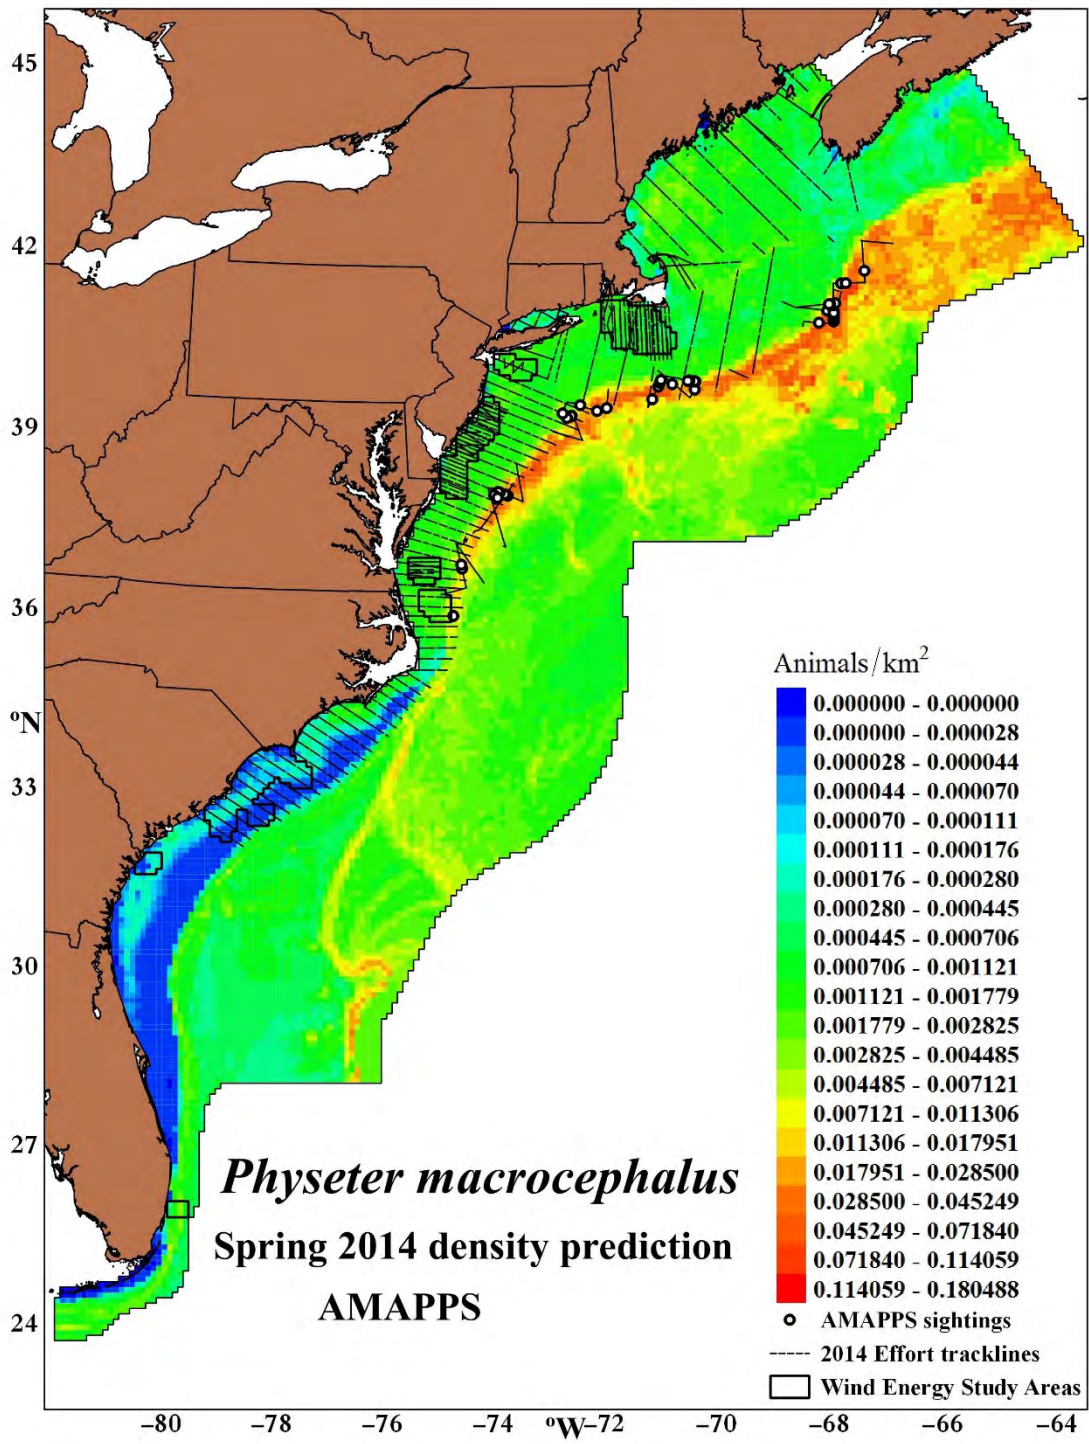 45
42
39
36
ºN
33
30
27
24
Animals/km²
0.000000 - 0.000000
0.000000 - 0.000028
0.000028 - 0.000044
0.000044 - 0.000070
0.000070 - 0.000111
0.000111 - 0.000176
0.000176 - 0.000280
0.000280 - 0.000445
0.000445 - 0.000706
0.000706 - 0.001121
0.001121 - 0.001779
0.001779 - 0.002825
0.002825 - 0.004485
0.004485 - 0.007121
0.007121 - 0.011306
0.011306 - 0.017951
0.017951 - 0.028500
0.028500 - 0.045249
0.045249 - 0.071840
0.071840 - 0.114059
0.114059 - 0.180488
AMAPPS sightings
2014 Effort tracklines
Wind Energy Study Areas
Physeter macrocephalus
Spring 2014 density prediction
AMAPPS
−80 −78 −76 −74 ºW −72 −70 −68 −66 −64